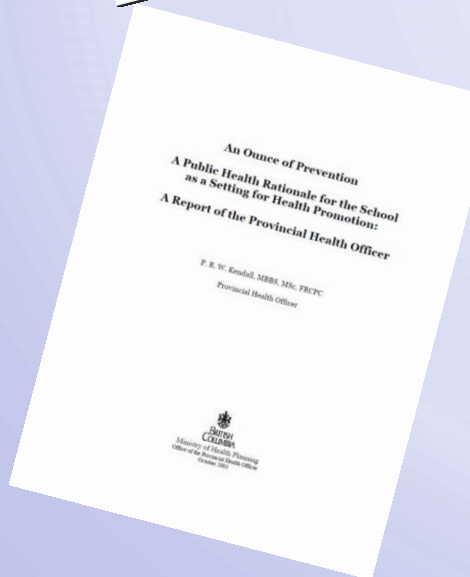 An Ounce of Prevention
A Public Health Rationale for the School
as a Setting for Health Promotion:
A Report of the Provincial Health Officer
P. R. W. Kendall, MBBS, MSc, FRCPC
Provincial Health Officer
BRITISH
COLUMBIA
Ministry of Health Planning
Office of the Provincial Health Officer
October 2003